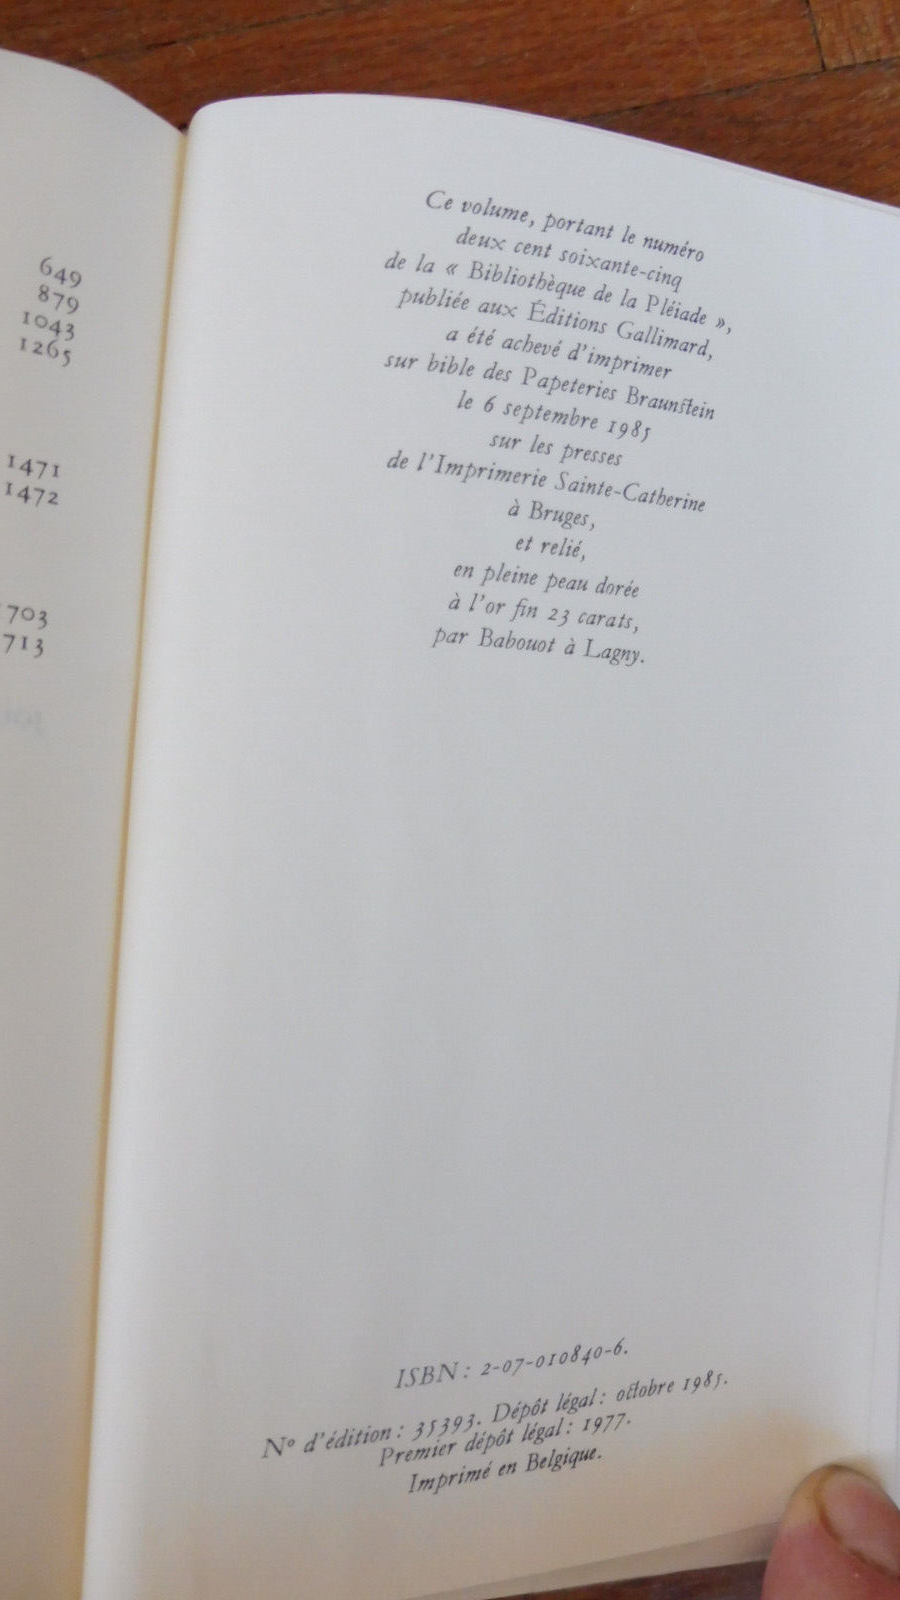 649
879
1043
1265
1471
1472
1703
713
Ce volume, portant le numéro
deux cent soixante-cinq
de la « Bibliothèque de la Pléiade »,
publiée aux Éditions Gallimard,
a été achevé d'imprimer
sur bible des Papeteries Braunstein
le 6 septembre 1985
sur les presses
de l'Imprimerie Sainte-Catherine
à Bruges,
et relié,
en pleine peau dorée
à l'or fin 23 carats,
par Babouot à Lagny.
ISBN : 2-07-010840-6.
N° d'édition : 35393. Dépôt légal : octobre 1985.
Premier dépôt légal : 1977.
Imprimé en Belgique.